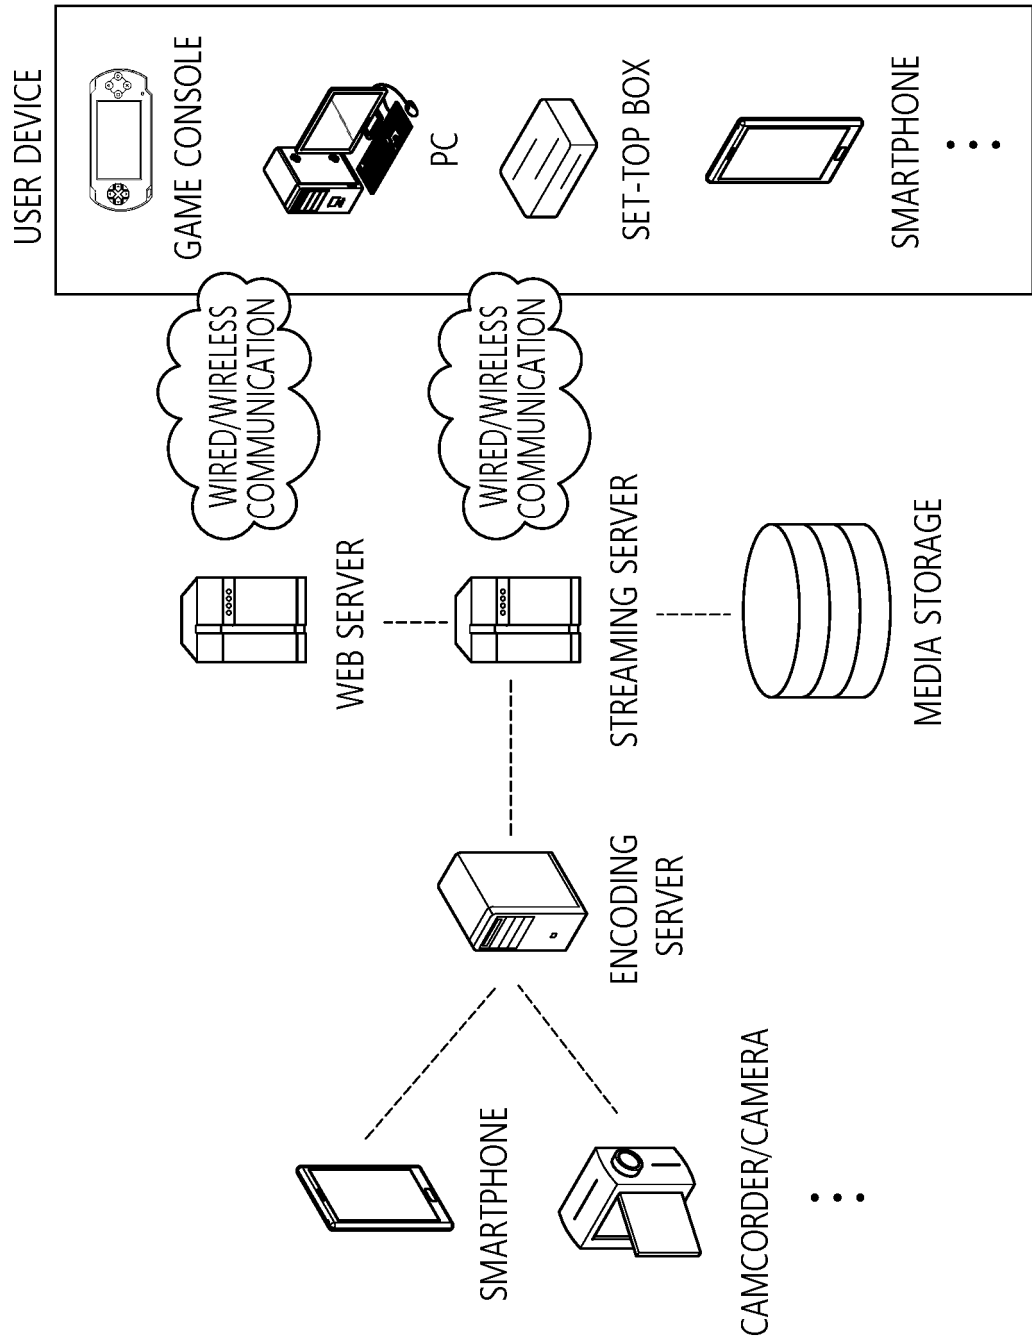 USER DEVICE
GAME CONSOLE
PC
SET-TOP BOX
SMARTPHONE
WIRED/WIRELESS
COMMUNICATION
WIRED/WIRELESS
COMMUNICATION
WEB SERVER
STREAMING SERVER
MEDIA STORAGE
ENCODING
SERVER
SMARTPHONE
CAMCORDER/CAMERA